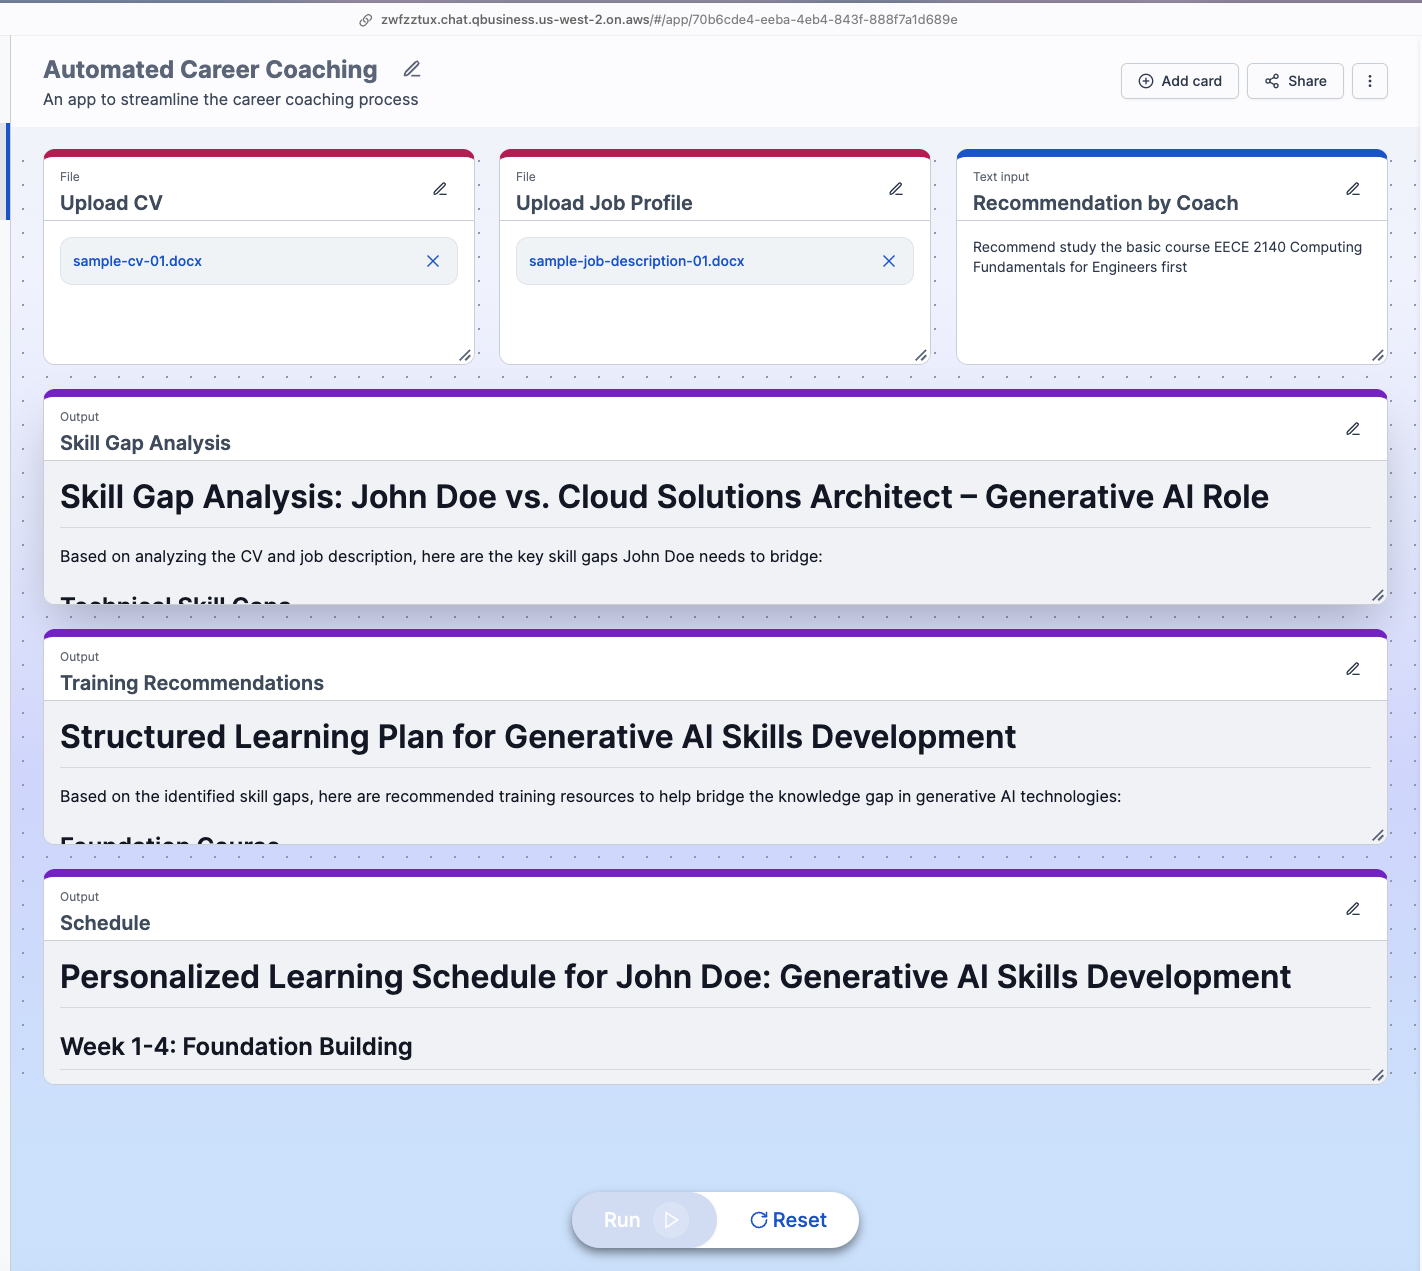 zwfzztux.chat.qbusiness.us-west-2.on.aws/#/app/70b6cde4-eeba-4eb4-843f-888f7a1d689e
Automated Career Coaching
An app to streamline the career coaching process
Add card
Share
File
Upload CV
sample-cv-01.docx
File
Upload Job Profile
sample-job-description-01.docx
Text input
Recommendation by Coach
Recommend study the basic course EECE 2140 Computing
Fundamentals for Engineers first
Output
Skill Gap Analysis
Skill Gap Analysis: John Doe vs. Cloud Solutions Architect – Generative AI Role
Based on analyzing the CV and job description, here are the key skill gaps John Doe needs to bridge:
Technical Skill Gaps
Output
Training Recommendations
Structured Learning Plan for Generative AI Skills Development
Based on the identified skill gaps, here are recommended training resources to help bridge the knowledge gap in generative AI technologies:
Foundation Course
Output
Schedule
Personalized Learning Schedule for John Doe: Generative AI Skills Development
Week 1-4: Foundation Building
Run
Reset